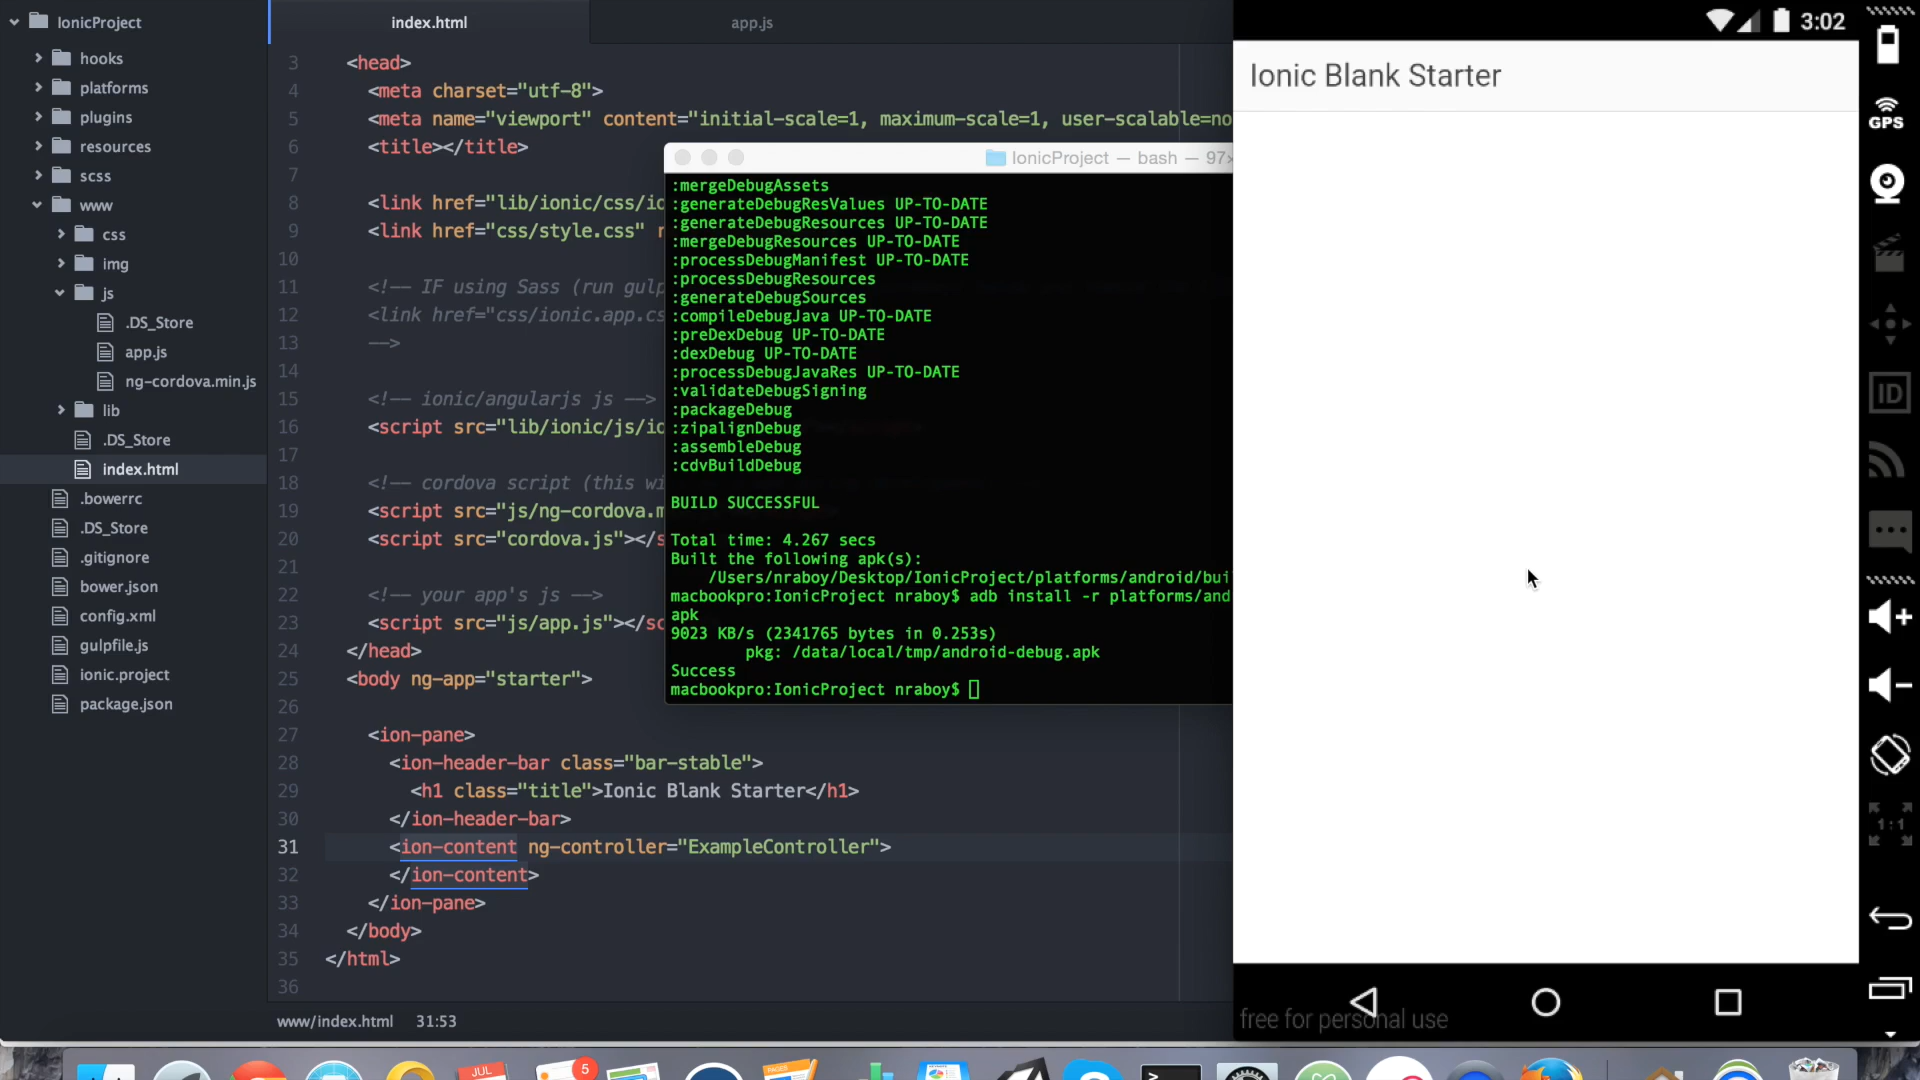 IonicProject
hooks
platforms
plugins
resources
scss
www
css
img
js
.DS_Store
app.js
ng-cordova.min.js
lib
.DS_Store
index.html
.bowerrc
.DS_Store
.gitignore
bower.json
config.xml
gulpfile.js
ionic.project
package.json
index.html
app.js
3 <head>
4 <meta charset="utf-8">
5 <meta name="viewport" content="initial-scale=1, maximum-scale=1, user-scalable=no
6 <title></title>
7
8 <link href="lib/ionic/css/io
9 <link href="css/style.css"
10
11 <!-- IF using Sass (run gulp
12 <link href="css/ionic.app.cs
13 -->
14
15 <!-- ionic/angularjs js -->
16 <script src="lib/ionic/js/io
17
18 <!-- cordova script (this wi
19 <script src="js/ng-cordova.m
20 <script src="cordova.js"></s
21
22 <!-- your app's js -->
23 <script src="js/app.js"></sc
24 </head>
25 <body ng-app="starter">
26
27 <ion-pane>
28 <ion-header-bar class="bar-stable">
29 <h1 class="title">Ionic Blank Starter</h1>
30 </ion-header-bar>
31 <ion-content ng-controller="ExampleController">
32 </ion-content>
33 </ion-pane>
34 </body>
35 </html>
36
www/index.html 31:53
IonicProject — bash — 97×
:mergeDebugAssets
:generateDebugResValues UP-TO-DATE
:generateDebugResources UP-TO-DATE
:mergeDebugResources UP-TO-DATE
:processDebugManifest UP-TO-DATE
:processDebugResources
:generateDebugSources
:compileDebugJava UP-TO-DATE
:preDexDebug UP-TO-DATE
:dexDebug UP-TO-DATE
:processDebugJavaRes UP-TO-DATE
:validateDebugSigning
:packageDebug
:zipalignDebug
:assembleDebug
:cdvBuildDebug
BUILD SUCCESSFUL
Total time: 4.267 secs
Built the following apk(s):
/Users/nraboy/Desktop/IonicProject/platforms/android/bui
macbookpro:IonicProject nraboy$ adb install -r platforms/and
apk
9023 KB/s (2341765 bytes in 0.253s)
pkg: /data/local/tmp/android-debug.apk
Success
macbookpro:IonicProject nraboy$
3:02
Ionic Blank Starter
free for personal use
GPS
ID
1:1
JUL
5